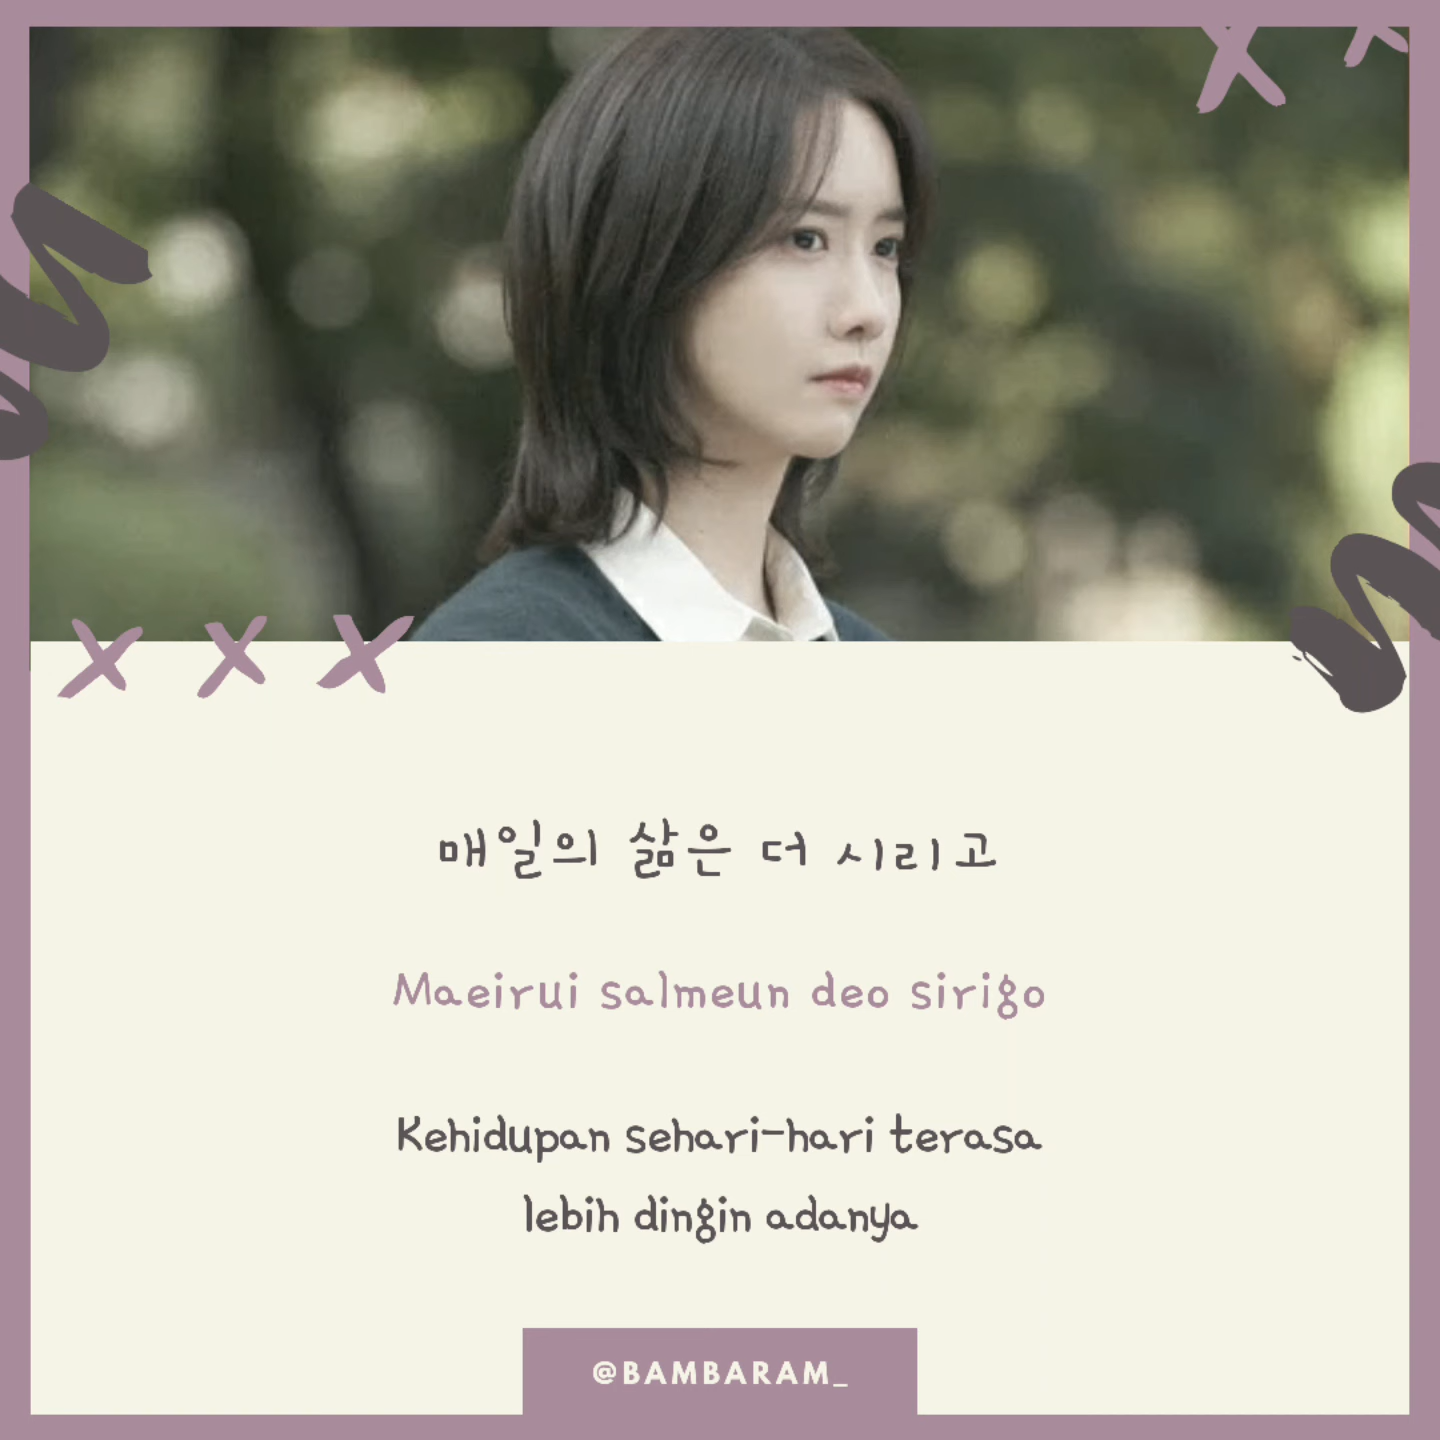 매일의 삶은 더 시리고
Maeirui salmeun deo sirigo
Kehidupan sehari-hari terasa
lebih dingin adanya
@BAMBARAM_